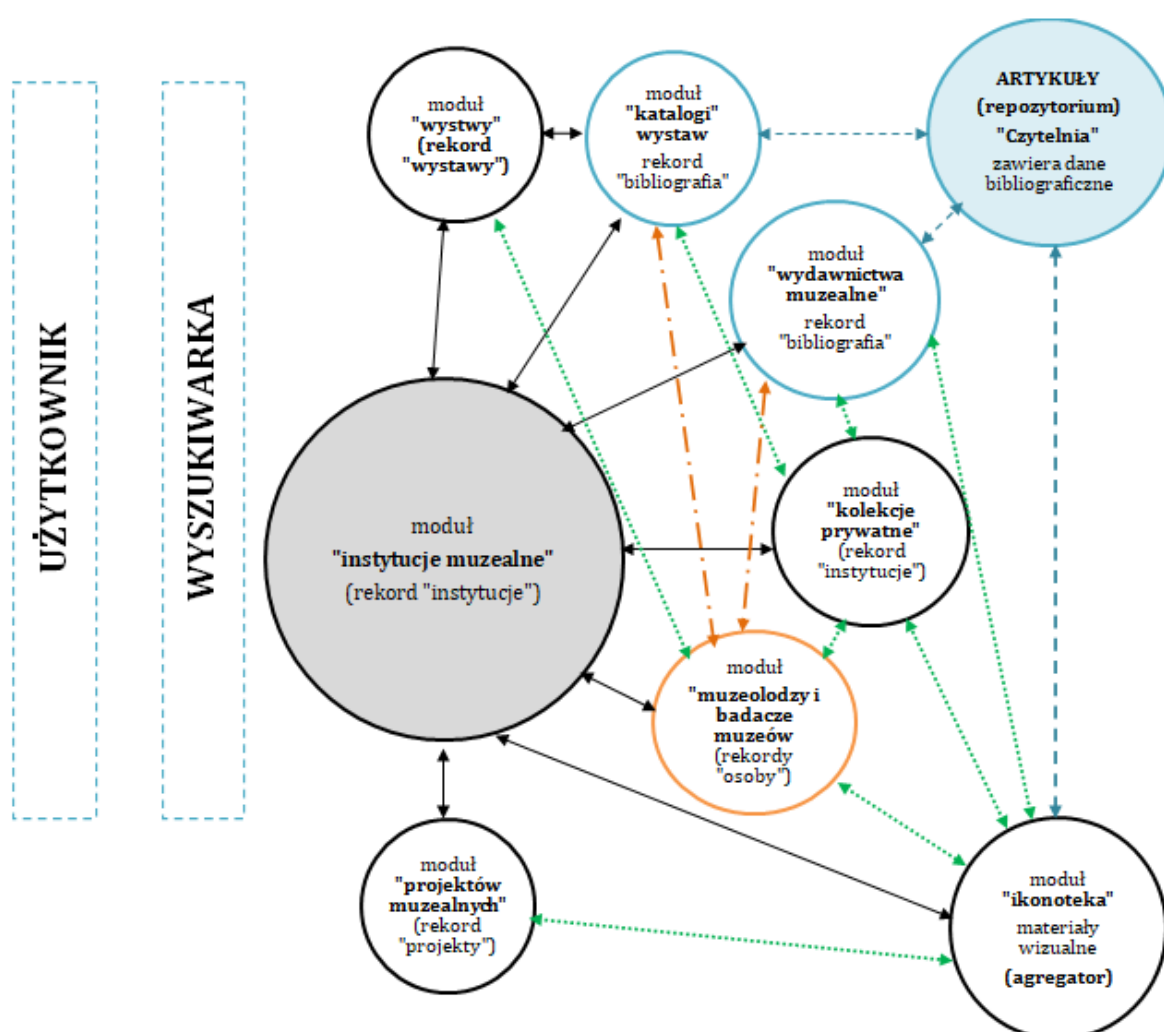 UŻYTKOWNIK
WYSZUKIWARKA
moduł
"wystwy"
(rekord
"wystawy")
moduł
"katalogi"
wystaw
rekord
"bibliografia"
ARTYKUŁY
(repozytorium)
"Czytelnia"
zawiera dane
bibliograficzne
moduł
"wydawnictwa
muzealne"
rekord
"bibliografia"
moduł
"instytucje muzealne"
(rekord "instytucje")
moduł
"kolekcje
prywatne"
(rekord
"instytucje")
moduł
"muzeolodzy i
badacze
muzeów
(rekordy
"osoby")
moduł
"projektów
muzealnych"
(rekord
"projekty")
moduł
"ikonoteka"
materiały
wizualne
(agregator)